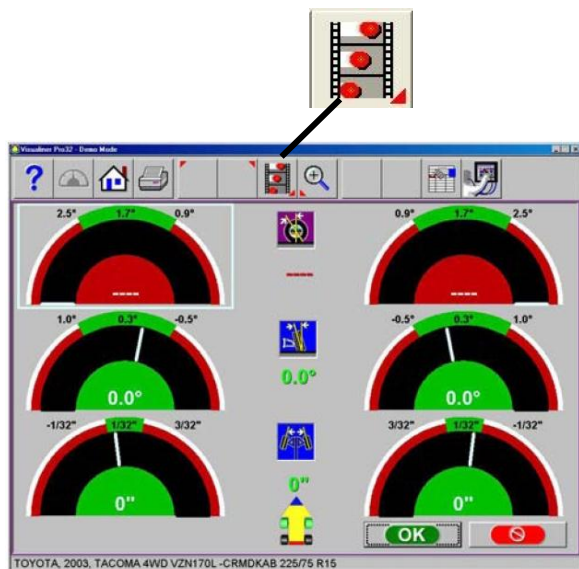 Visualiner Pro32 - Demo Mode
?
2.5° 1.7° 0.9°
0.9° 1.7° 2.5°
----
----
----
1.0° 0.3° -0.5°
-0.5° 0.3° 1.0°
0.0°
0.0°
0.0°
-1/32" 1/32" 3/32"
3/32" 1/32" -1/32"
0"
0"
0"
OK
TOYOTA, 2003, TACOMA 4WD VZN170L -CRMDKAB 225/75 R15